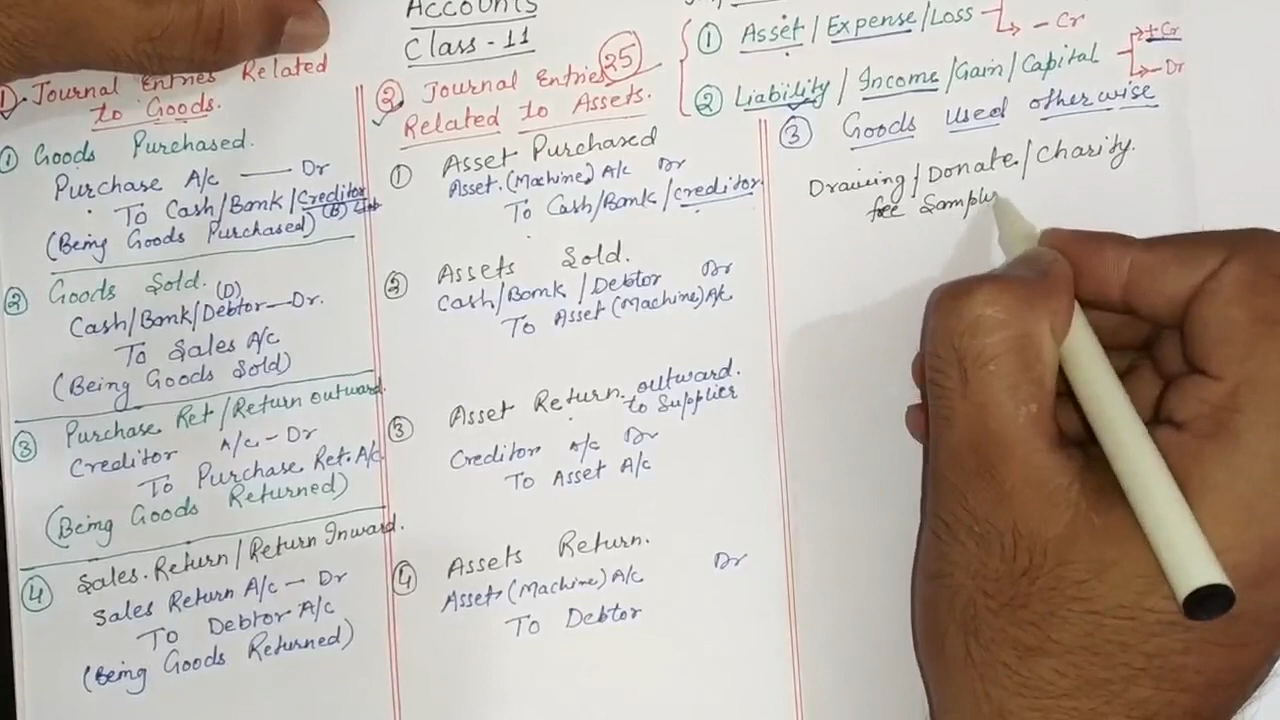 Accounts
Class - 11
① Journal Entries Related
to Goods.
① Goods Purchased.
Purchase A/c —— Dr
To Cash/Bank/Creditor
(Being Goods Purchased)
② Goods Sold.
(D)
Cash/Bank/Debtor—Dr.
To Sales A/c
(Being Goods Sold)
③ Purchase Ret/Return outward.
Creditor A/c - Dr
To Purchase Ret. A/c
(Being Goods Returned)
④ Sales.Return/Return Inward.
Sales Return A/c — Dr
To Debtor A/c
(Being Goods Returned)
② Journal Entries 25
Related to Assets.
① Asset Purchased
Asset.(Machine) A/c Dr
To Cash/Bank/creditor.
② Assets Sold.
Cash/Bank/Debtor Dr
To Asset (Machine) A/c
③ Asset Return. outward.
to Supplier
Creditor A/c Dr
To Asset A/c
④ Assets Return.
Asset (Machine) A/c Dr
To Debtor
① Asset/Expense/Loss - Cr
② Liability/Income/Gain/Capital + Cr
- Dr
③ Goods Used otherwise
Drawing/Donate/Charity.
free Sample